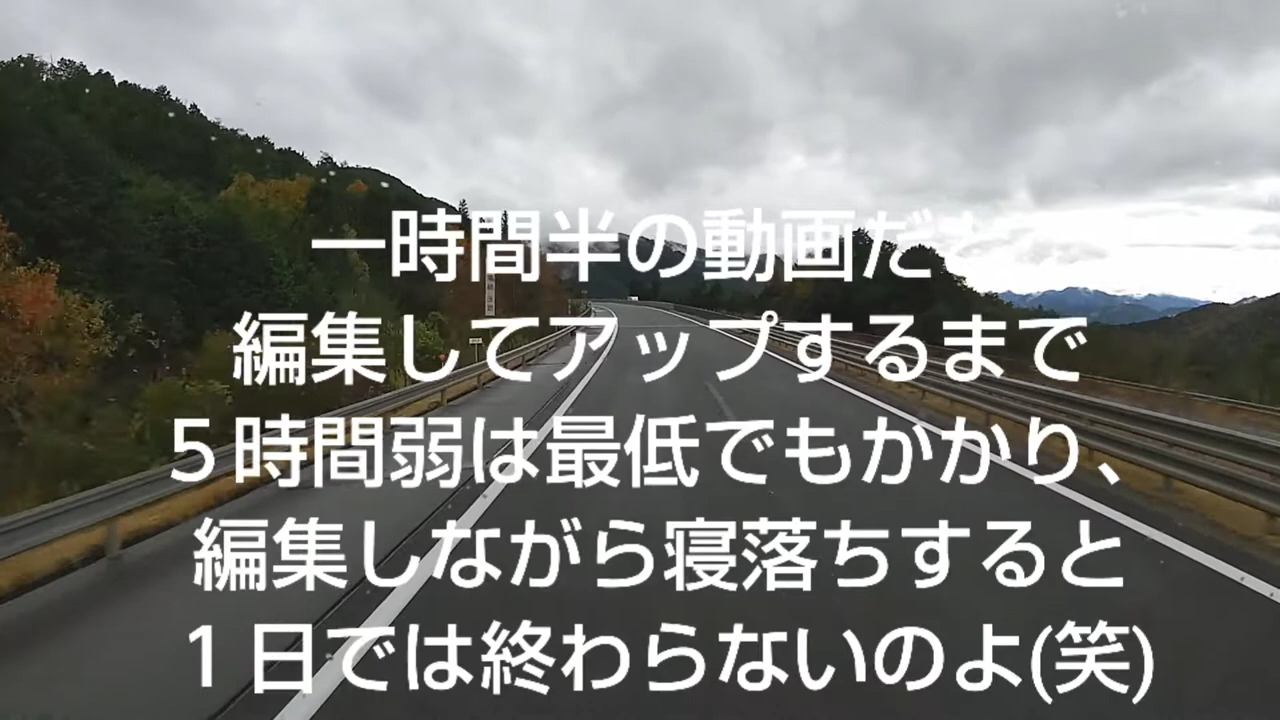 一時間半の動画だと
編集してアップするまで
５時間弱は最低でもかかり、
編集しながら寝落ちすると
１日では終わらないのよ(笑)